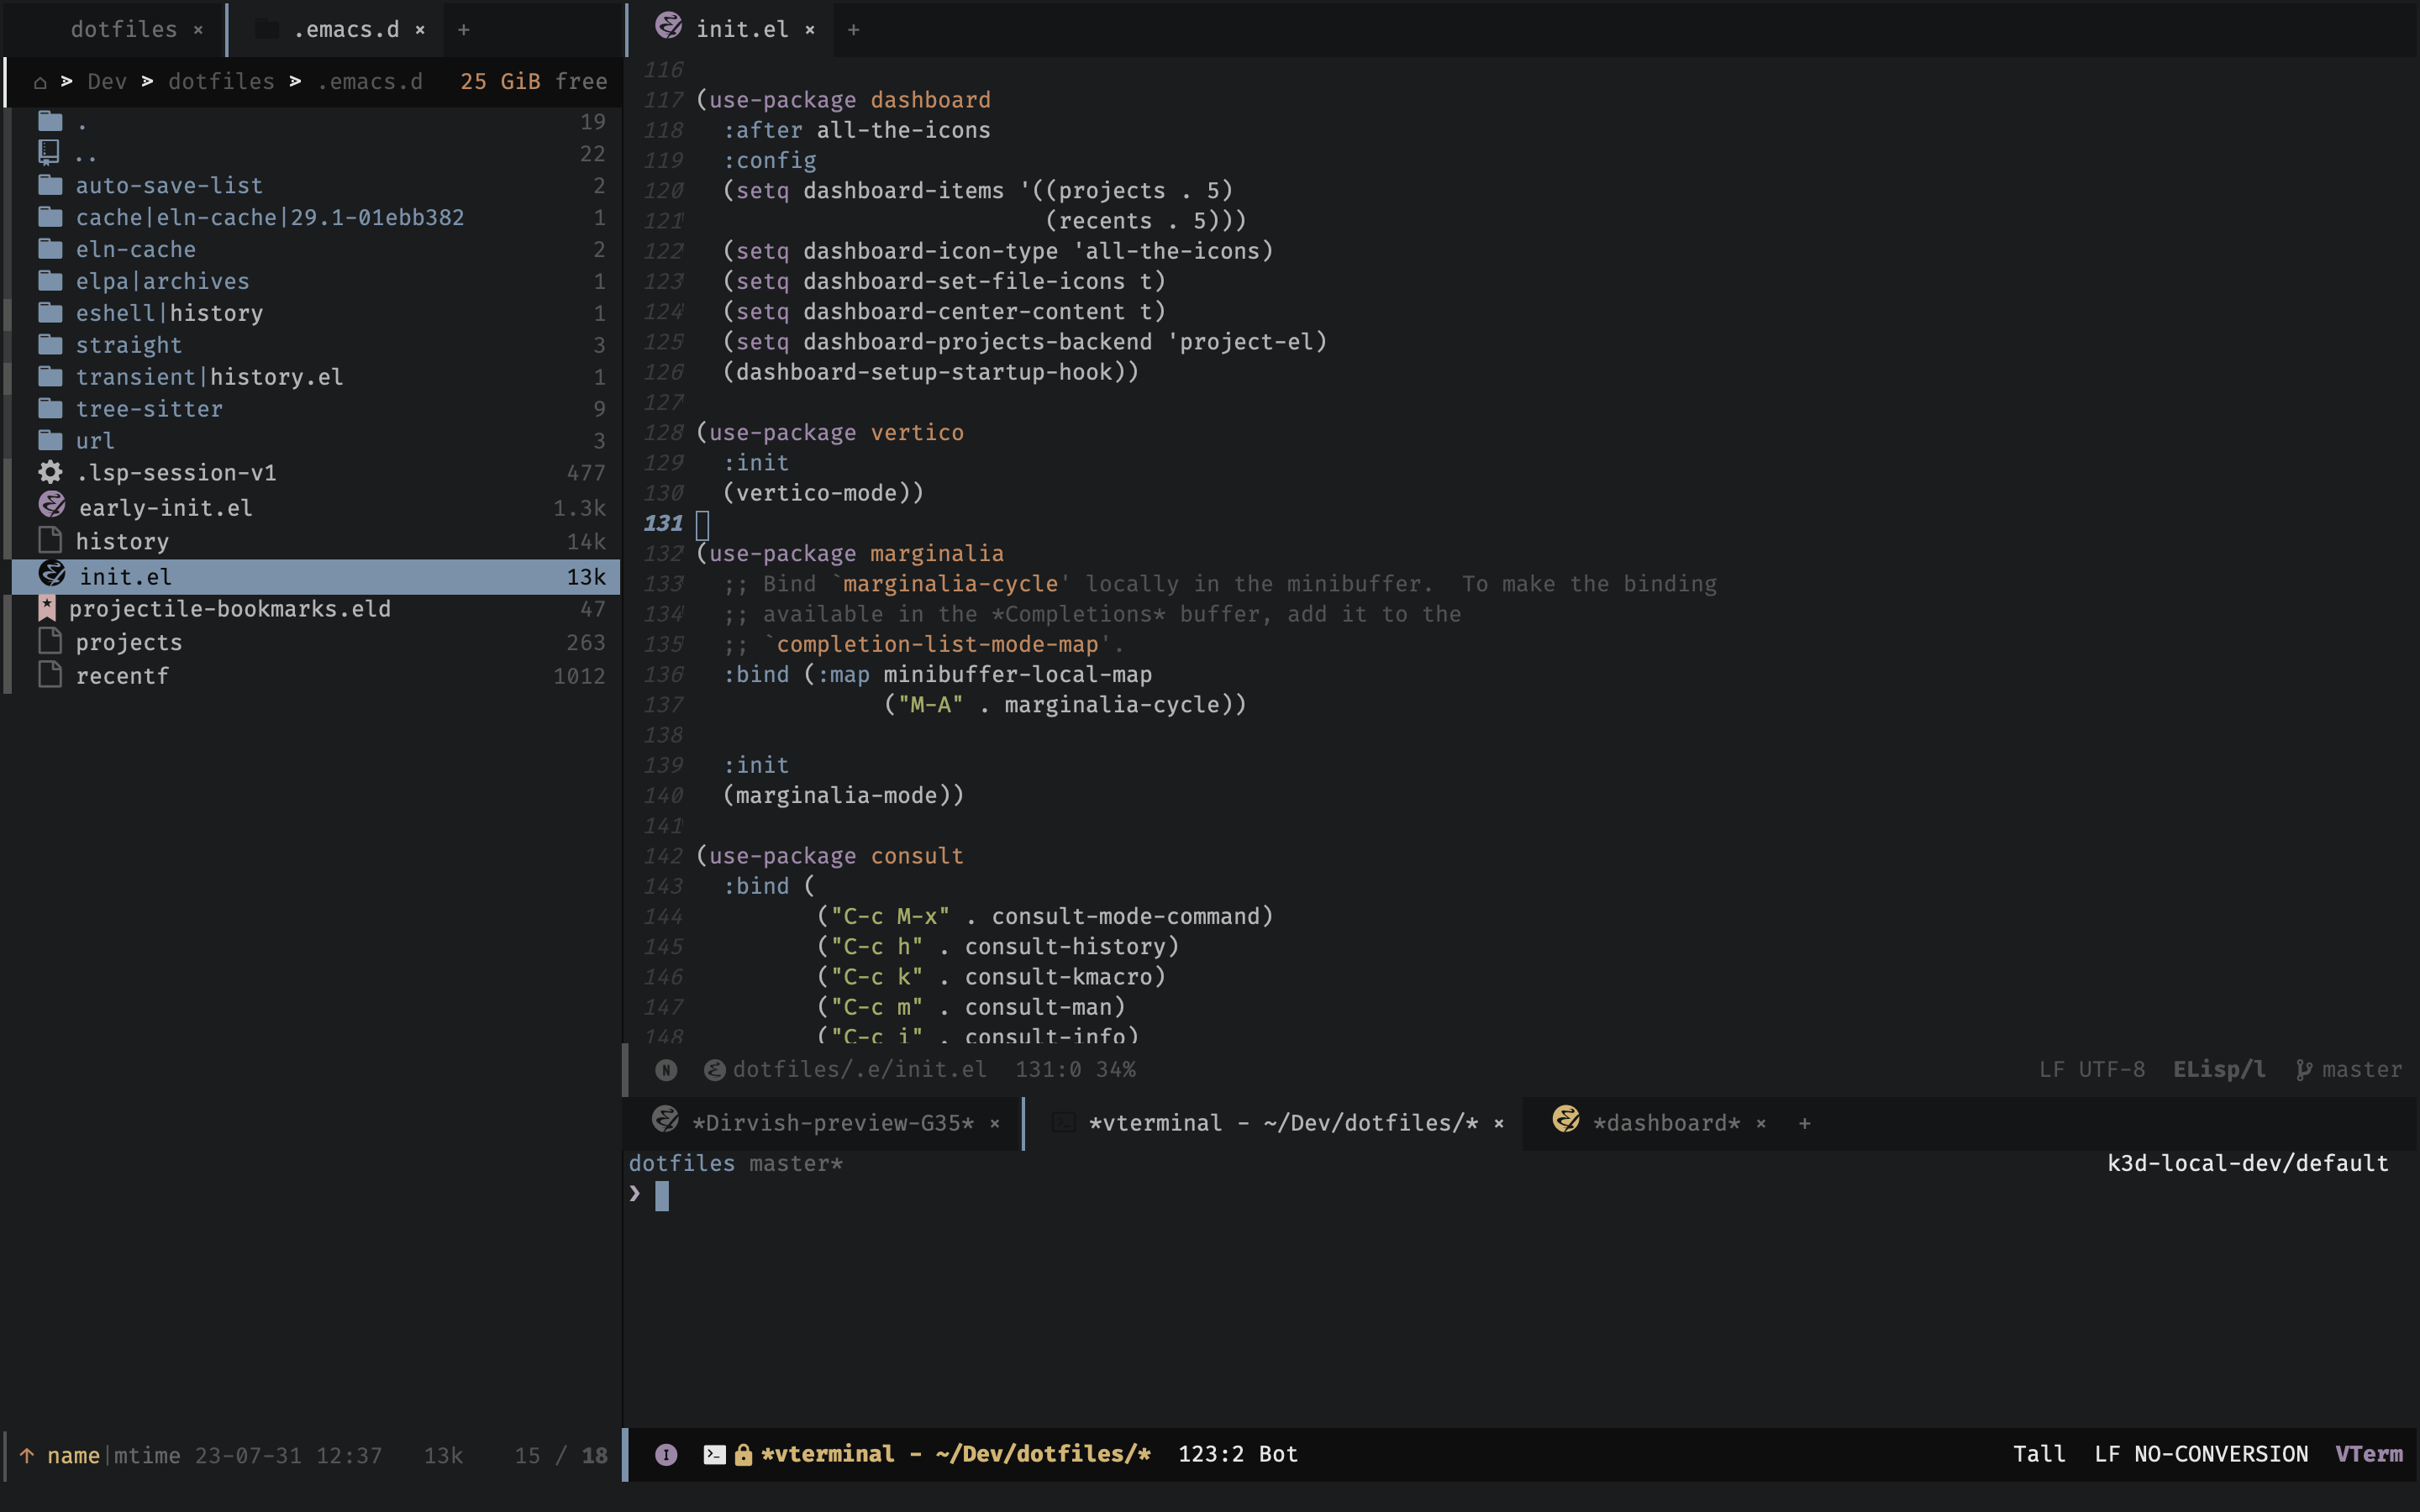 dotfiles ×
.emacs.d × +
Dev > dotfiles > .emacs.d 25 GiB free
. 19
.. 22
auto-save-list 2
cache|eln-cache|29.1-01ebb382 1
eln-cache 2
elpa|archives 1
eshell|history 1
straight 3
transient|history.el 1
tree-sitter 9
url 3
.lsp-session-v1 477
early-init.el 1.3k
history 14k
init.el 13k
projectile-bookmarks.eld 47
projects 263
recentf 1012
↑ name|mtime 23-07-31 12:37 13k 15 / 18
init.el × +
116
117 (use-package dashboard
118   :after all-the-icons
119   :config
120   (setq dashboard-items '((projects . 5)
121                           (recents . 5)))
122   (setq dashboard-icon-type 'all-the-icons)
123   (setq dashboard-set-file-icons t)
124   (setq dashboard-center-content t)
125   (setq dashboard-projects-backend 'project-el)
126   (dashboard-setup-startup-hook))
127
128 (use-package vertico
129   :init
130   (vertico-mode))
131
132 (use-package marginalia
133   ;; Bind `marginalia-cycle' locally in the minibuffer.  To make the binding
134   ;; available in the *Completions* buffer, add it to the
135   ;; `completion-list-mode-map'.
136   :bind (:map minibuffer-local-map
137               ("M-A" . marginalia-cycle))
138
139   :init
140   (marginalia-mode))
141
142 (use-package consult
143   :bind (
144          ("C-c M-x" . consult-mode-command)
145          ("C-c h" . consult-history)
146          ("C-c k" . consult-kmacro)
147          ("C-c m" . consult-man)
148          ("C-c i" . consult-info)
N dotfiles/.e/init.el 131:0 34% LF UTF-8 ELisp/l master
*Dirvish-preview-G35* × *vterminal - ~/Dev/dotfiles/* × *dashboard* × +
dotfiles master* k3d-local-dev/default
❯
I *vterminal - ~/Dev/dotfiles/* 123:2 Bot Tall LF NO-CONVERSION VTerm